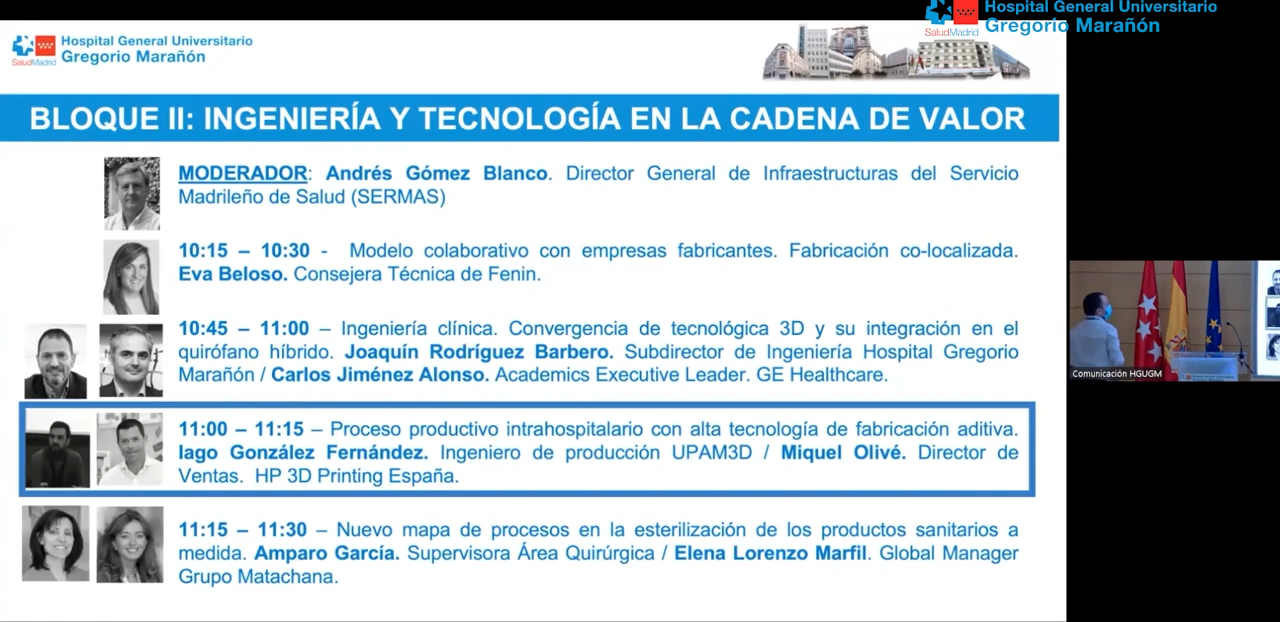 Hospital General Universitario
Gregorio Marañón
SaludMadrid
Hospital General Universitario
Gregorio Marañón
SaludMadrid
BLOQUE II: INGENIERÍA Y TECNOLOGÍA EN LA CADENA DE VALOR
MODERADOR: Andrés Gómez Blanco. Director General de Infraestructuras del Servicio
Madrileño de Salud (SERMAS)
10:15 – 10:30 - Modelo colaborativo con empresas fabricantes. Fabricación co-localizada.
Eva Beloso. Consejera Técnica de Fenin.
10:45 – 11:00 – Ingeniería clínica. Convergencia de tecnológica 3D y su integración en el
quirófano híbrido. Joaquín Rodríguez Barbero. Subdirector de Ingeniería Hospital Gregorio
Marañón / Carlos Jiménez Alonso. Academics Executive Leader. GE Healthcare.
11:00 – 11:15 – Proceso productivo intrahospitalario con alta tecnología de fabricación aditiva.
Iago González Fernández. Ingeniero de producción UPAM3D / Miquel Olivé. Director de
Ventas. HP 3D Printing España.
11:15 – 11:30 – Nuevo mapa de procesos en la esterilización de los productos sanitarios a
medida. Amparo García. Supervisora Área Quirúrgica / Elena Lorenzo Marfil. Global Manager
Grupo Matachana.
Comunicación HGUGM